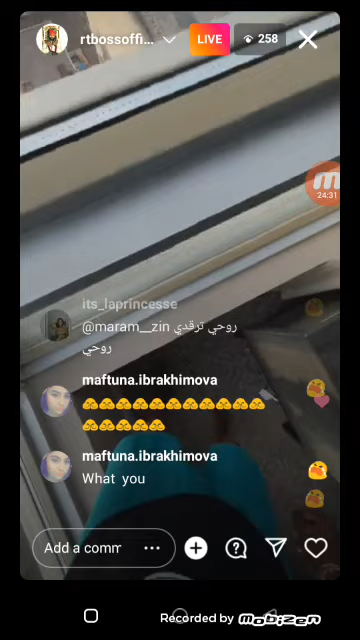 rtbossoffi...
LIVE
258
24:31
its_laprincesse
@maram__zin روحي ترقدي
روحي
maftuna.ibrakhimova
🙏🙏🙏🙏🙏🙏🙏🙏🙏🙏🙏
🙏🙏🙏🙏🙏
maftuna.ibrakhimova
What you
Add a comm
Recorded by mobizen